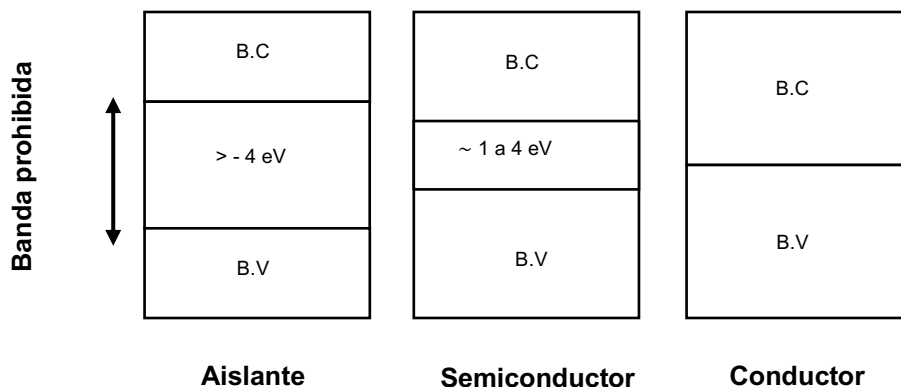 Banda prohibida
B.C
> - 4 eV
B.V
B.C
~ 1 a 4 eV
B.V
B.C
B.V
Aislante
Semiconductor
Conductor